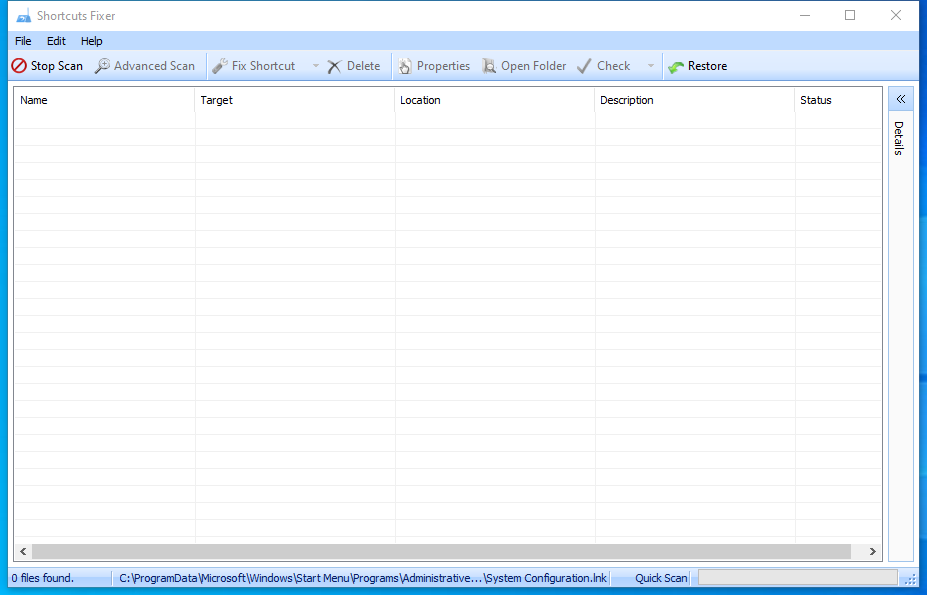 Shortcuts Fixer
File Edit Help
Stop Scan Advanced Scan Fix Shortcut Delete Properties Open Folder Check Restore
Name Target Location Description Status
Details
0 files found. C:\ProgramData\Microsoft\Windows\Start Menu\Programs\Administrative...\System Configuration.lnk Quick Scan